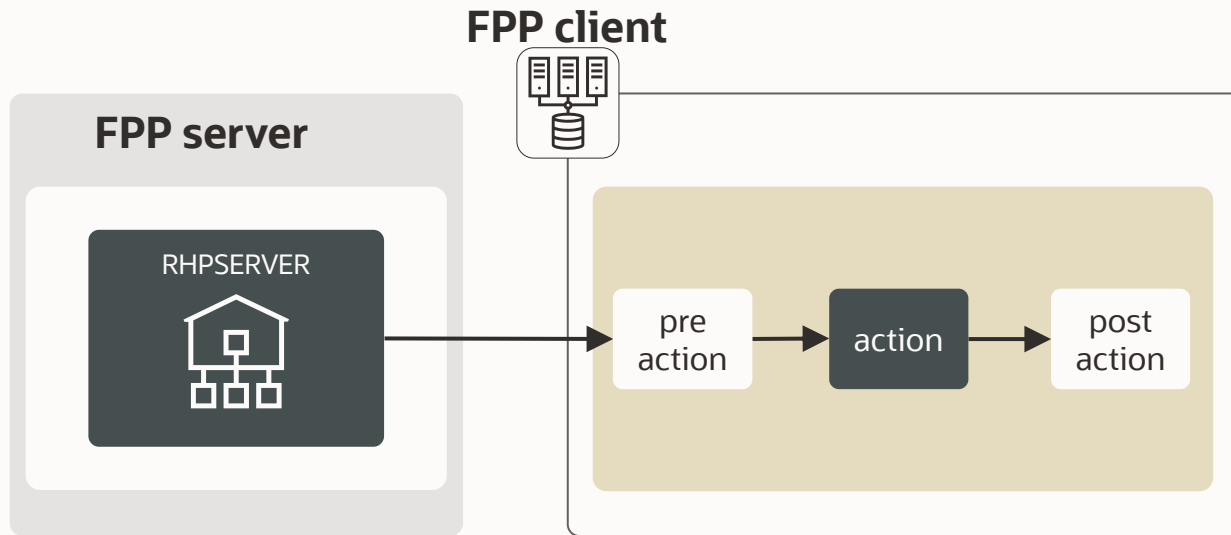 FPP client
FPP server
RHPSERVER
pre
action
action
post
action